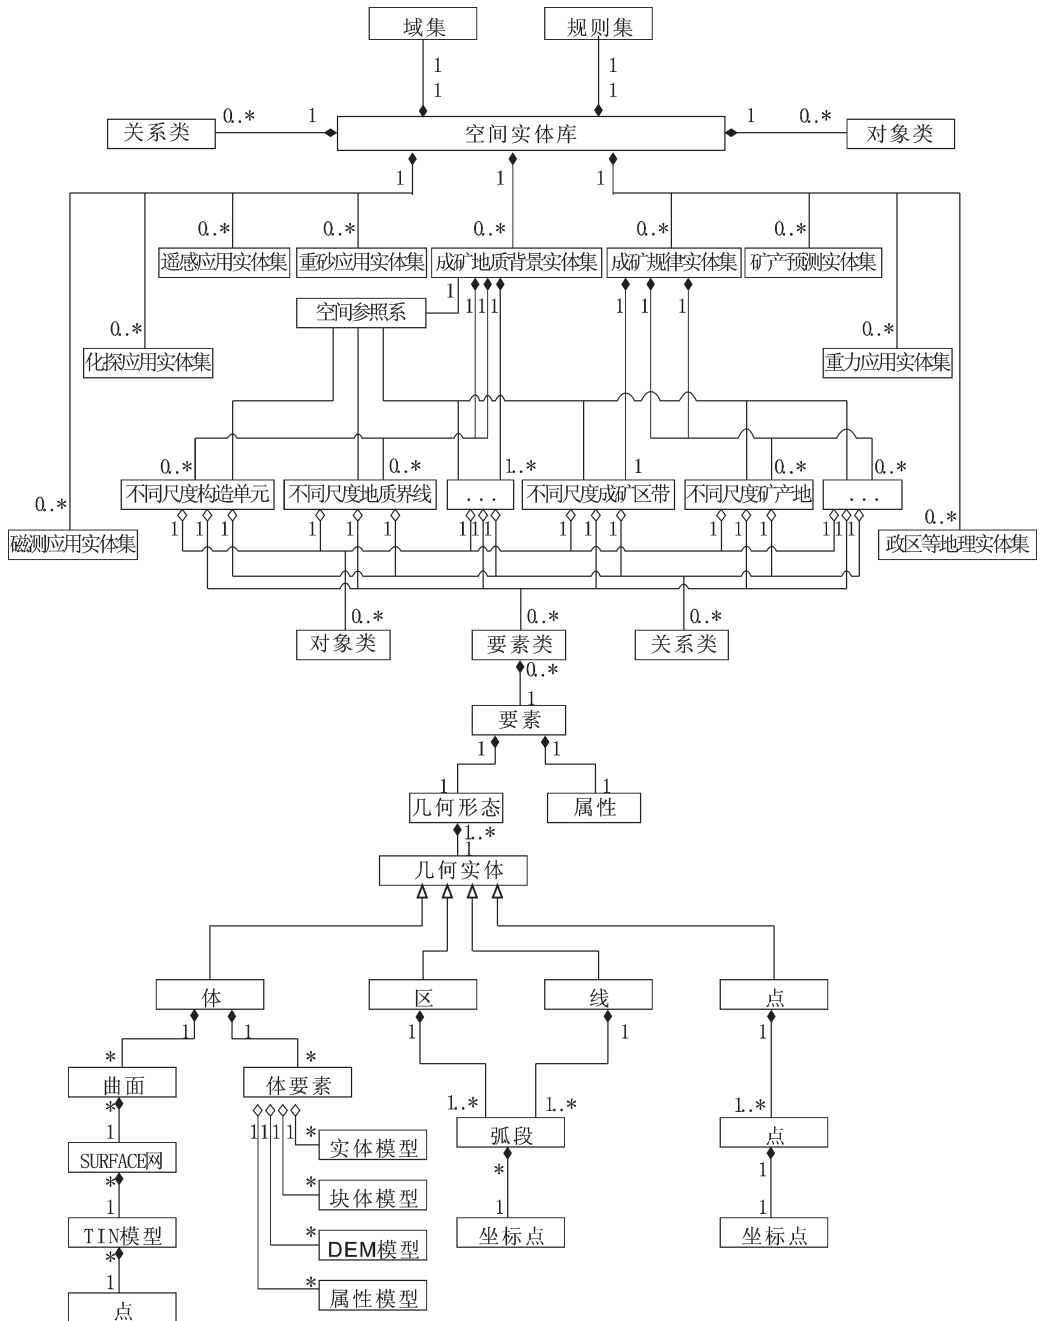 域集 规则集
1 1
1 1
0..* 1 1 0..*
关系类 空间实体库 对象类
1 1 1
0..* 0..* 0..* 0..* 0..*
遥感应用实体集 重砂应用实体集 成矿地质背景实体集 成矿规律实体集 矿产预测实体集
1
空间参照系 1 1 1 1 1 1
0..* 0..*
化探应用实体集 重力应用实体集
0..* 0..* 1..* 1 0..* 0..*
不同尺度构造单元 不同尺度地质界线 ... 不同尺度成矿区带 不同尺度矿产地 ...
0..* 0..*
1 1 1 1 1 1 1 1 1 1 1 1 1 1 1 1 1 1
磁测应用实体集 政区等地理实体集
0..* 0..* 0..*
对象类 要素类 关系类
0..*
1
要素
1 1
1 1
几何形态 属性
1..*
1
几何实体
体 区 线 点
1 1 1 1 1
* *
曲面 体要素
* 1..* 1..* 1..*
1 1 1 1 1
弧段 点
* 实体模型
SURFACE网
* * 1
* 块体模型
1 1 1
TIN模型 坐标点 坐标点
* * DEM模型
1
* 属性模型
点